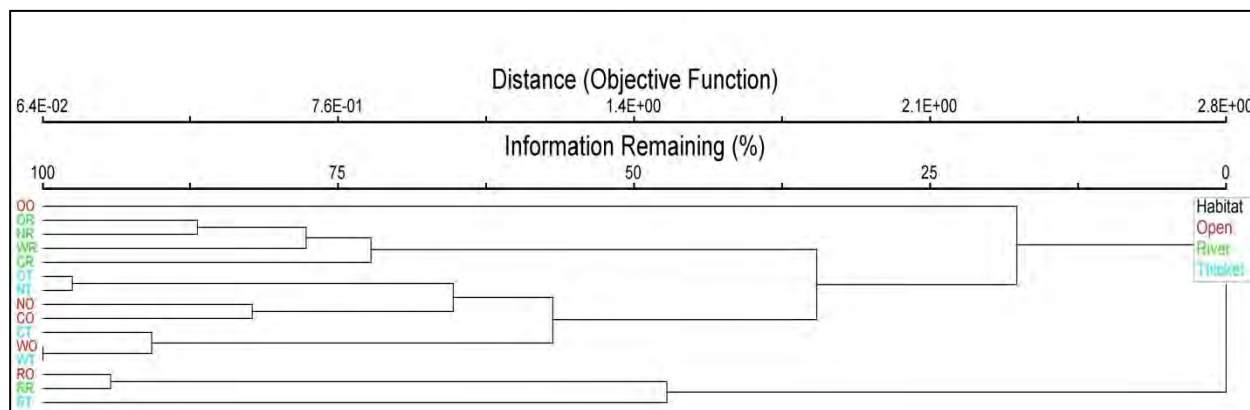 Distance (Objective Function)
6.4E-02 7.6E-01 1.4E+00 2.1E+00 2.8E+00
Information Remaining (%)
100 75 50 25 0
OO
OR
NR
WR
CR
OT
NT
NO
CO
CT
WO
WT
RO
RR
RT
Habitat
Open
River
Thicket